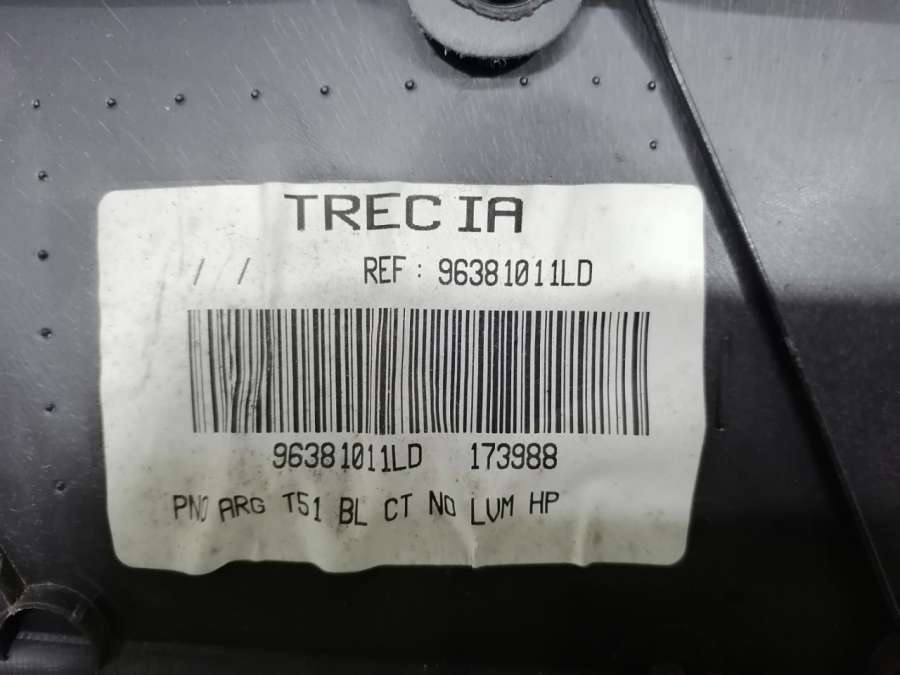 TRECIA
/ / REF: 96381011LD
96381011LD 173988
PNO ARG T51 BL CT NO LVM HP